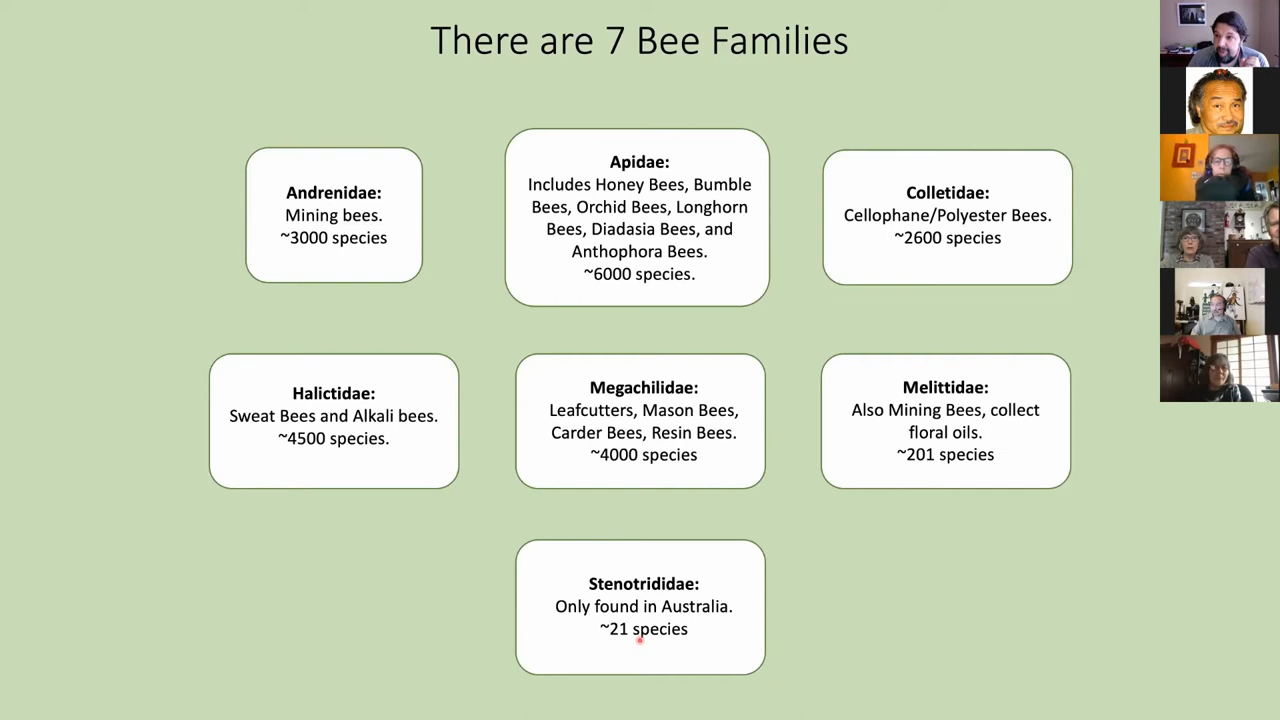 There are 7 Bee Families
Andrenidae:
Mining bees.
~3000 species
Apidae:
Includes Honey Bees, Bumble
Bees, Orchid Bees, Longhorn
Bees, Diadasia Bees, and
Anthophora Bees.
~6000 species.
Colletidae:
Cellophane/Polyester Bees.
~2600 species
Halictidae:
Sweat Bees and Alkali bees.
~4500 species.
Megachilidae:
Leafcutters, Mason Bees,
Carder Bees, Resin Bees.
~4000 species
Melittidae:
Also Mining Bees, collect
floral oils.
~201 species
Stenotrididae:
Only found in Australia.
~21 species